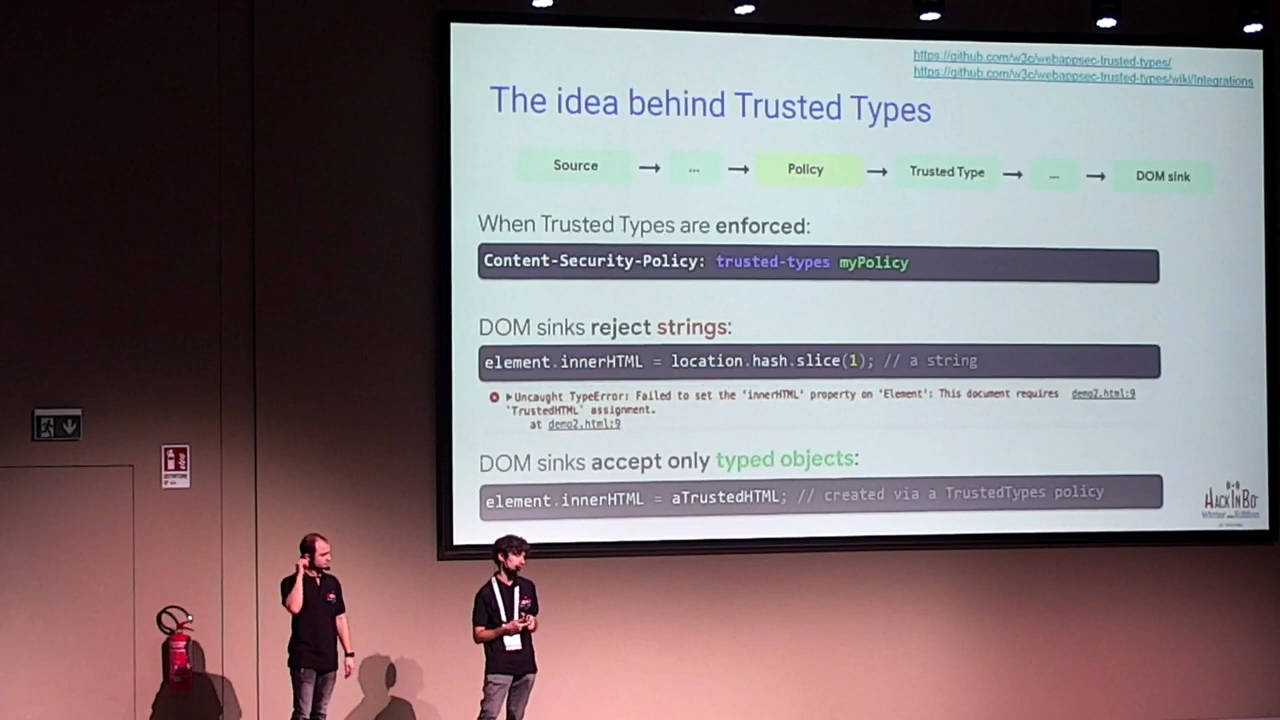 https://github.com/w3c/webappsec-trusted-types/
https://github.com/w3c/webappsec-trusted-types/wiki/Integrations
The idea behind Trusted Types
Source → ... → Policy → Trusted Type → ... → DOM sink
When Trusted Types are enforced:
Content-Security-Policy: trusted-types myPolicy
DOM sinks reject strings:
element.innerHTML = location.hash.slice(1); // a string
▶Uncaught TypeError: Failed to set the 'innerHTML' property on 'Element': This document requires demo2.html:9
'TrustedHTML' assignment.
at demo2.html:9
DOM sinks accept only typed objects:
element.innerHTML = aTrustedHTML; // created via a TrustedTypes policy
HACKINBO
Winter Edition